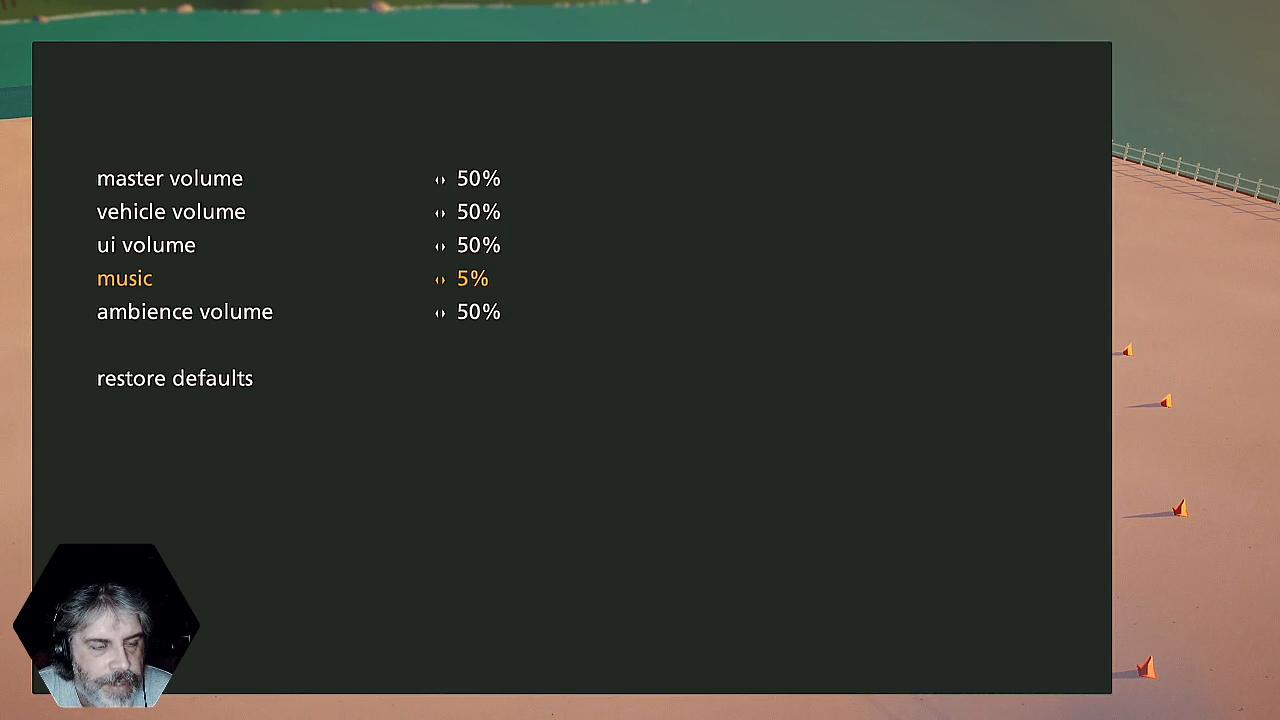 master volume 50%
vehicle volume 50%
ui volume 50%
music 5%
ambience volume 50%
restore defaults